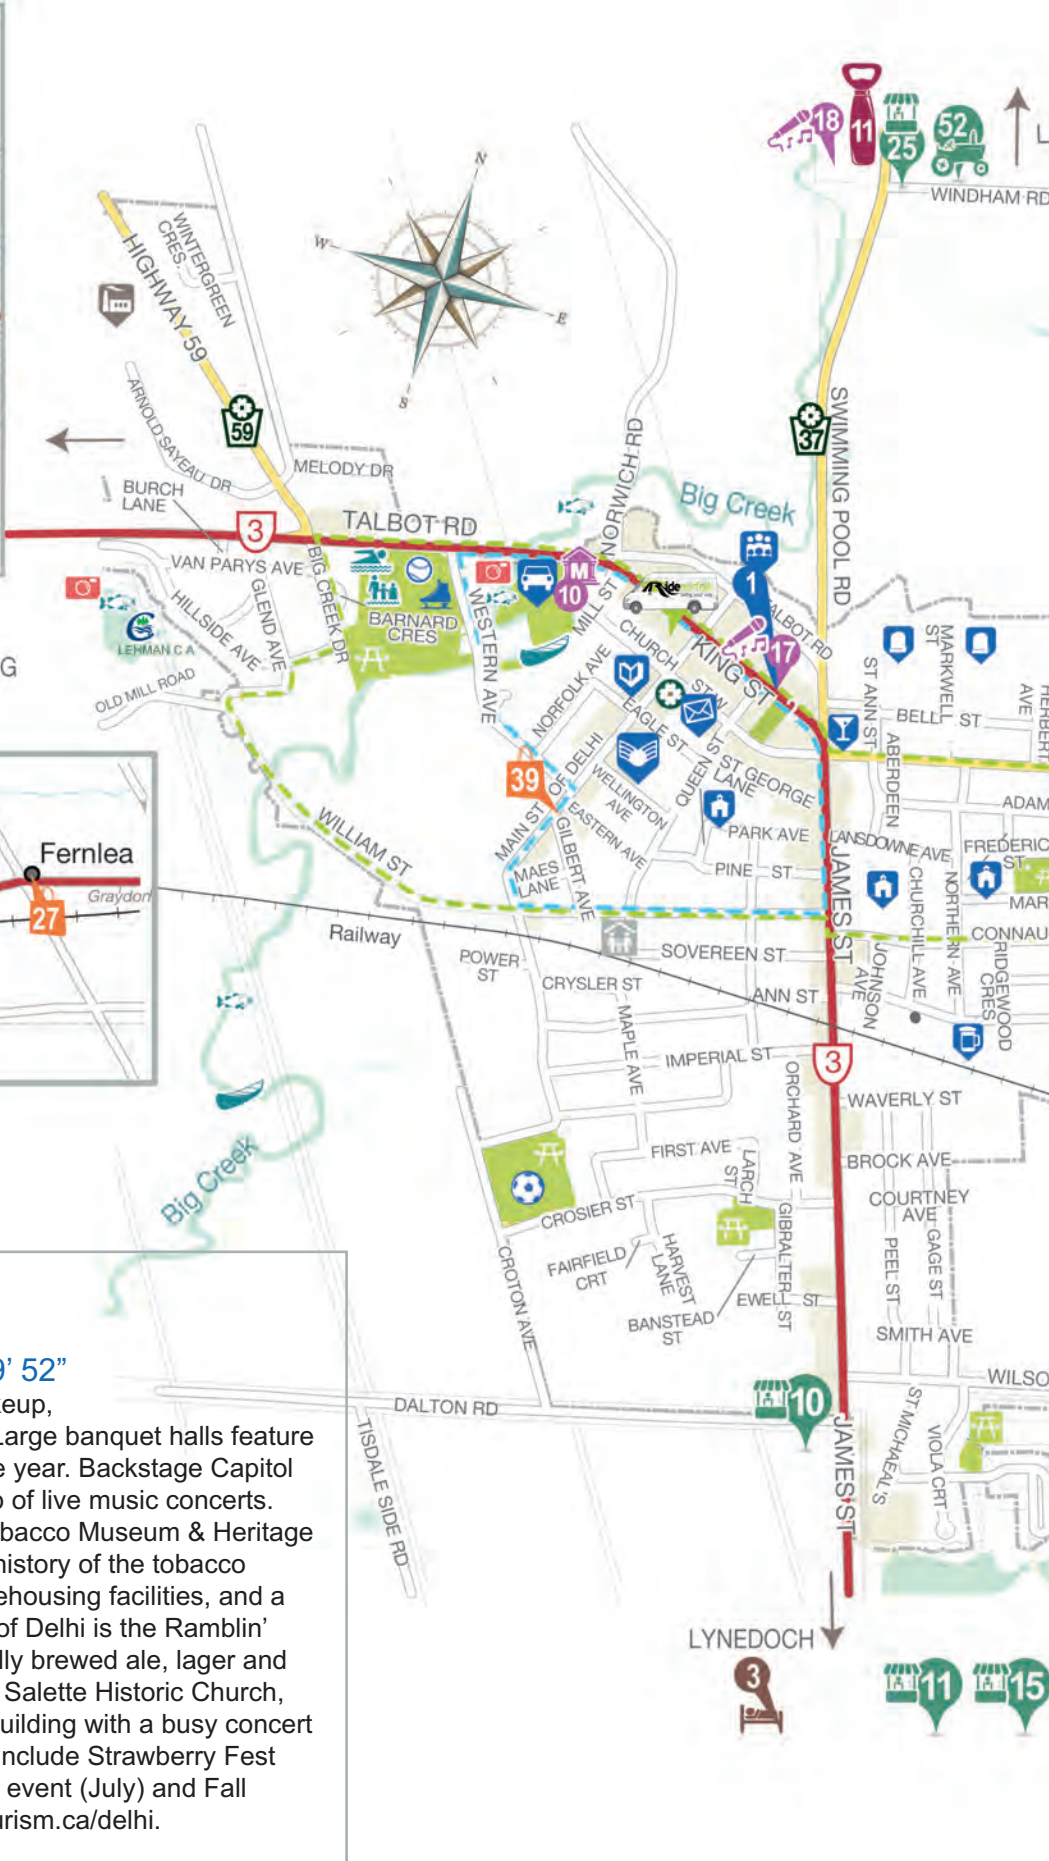 18
11
25
52
L
WINDHAM RD
N
W
E
S
WINTERGREEN
CRES.
HIGHWAY 59
59
ARNOLD SAYEAU DR
MELODY DR
BURCH
LANE
3
TALBOT RD
NORWICH RD
Big Creek
37
SWIMMING POOL RD
VAN PARYS AVE
HILLSIDE AVE
GLEND AVE
BIG CREEK DR
BARNARD
CRES
WESTERN AVE
M
10
MILL ST
ide
1
17
KING ST
LEHMAN C A
G
OLD MILL ROAD
NORFOLK AVE
CHURCH
ST W
EAGLE ST
QUEEN ST
ST GEORGE
LANE
ST ANN ST
MARKWELL
ST
BELL ST
ABERDEEN
39
MAIN ST OF DELHI
WELLINGTON
AVE
EASTERN AVE
GILBERT AVE
MAES
LANE
PARK AVE
PINE ST
LANSDOWNE AVE
ADAM
FREDERIC
ST
MAR
CHURCHILL AVE
NORTHERN AVE
CONNAU
Fernlea
Graydon
27
WILLIAM ST
Railway
JAMES ST
POWER
ST
SOVEREEN ST
CRYSLER ST
ANN ST
JOHNSON
AVE
RIDGEWOOD
CRES
MAPLE AVE
IMPERIAL ST
3
ORCHARD AVE
WAVERLY ST
FIRST AVE
LARCH
ST
BROCK AVE
COURTNEY
AVE
Big Creek
CROSIER ST
FAIRFIELD
CRT
HARVEST
LANE
GIBRALTER ST
PEEL ST
GAGE ST
CROTON AVE
BANSTEAD
ST
EWELL ST
SMITH AVE
WILSO
DALTON RD
10
TISDALE SIDE RD
JAMES ST
ST MICHAEAL'S
VIOLA CRT
LYNEDOCH
3
11
15
9’ 52”
keup,
Large banquet halls feature
e year. Backstage Capitol
o of live music concerts.
obacco Museum & Heritage
history of the tobacco
ehousing facilities, and a
of Delhi is the Ramblin’
lly brewed ale, lager and
Salette Historic Church,
uilding with a busy concert
include Strawberry Fest
event (July) and Fall
urism.ca/delhi.